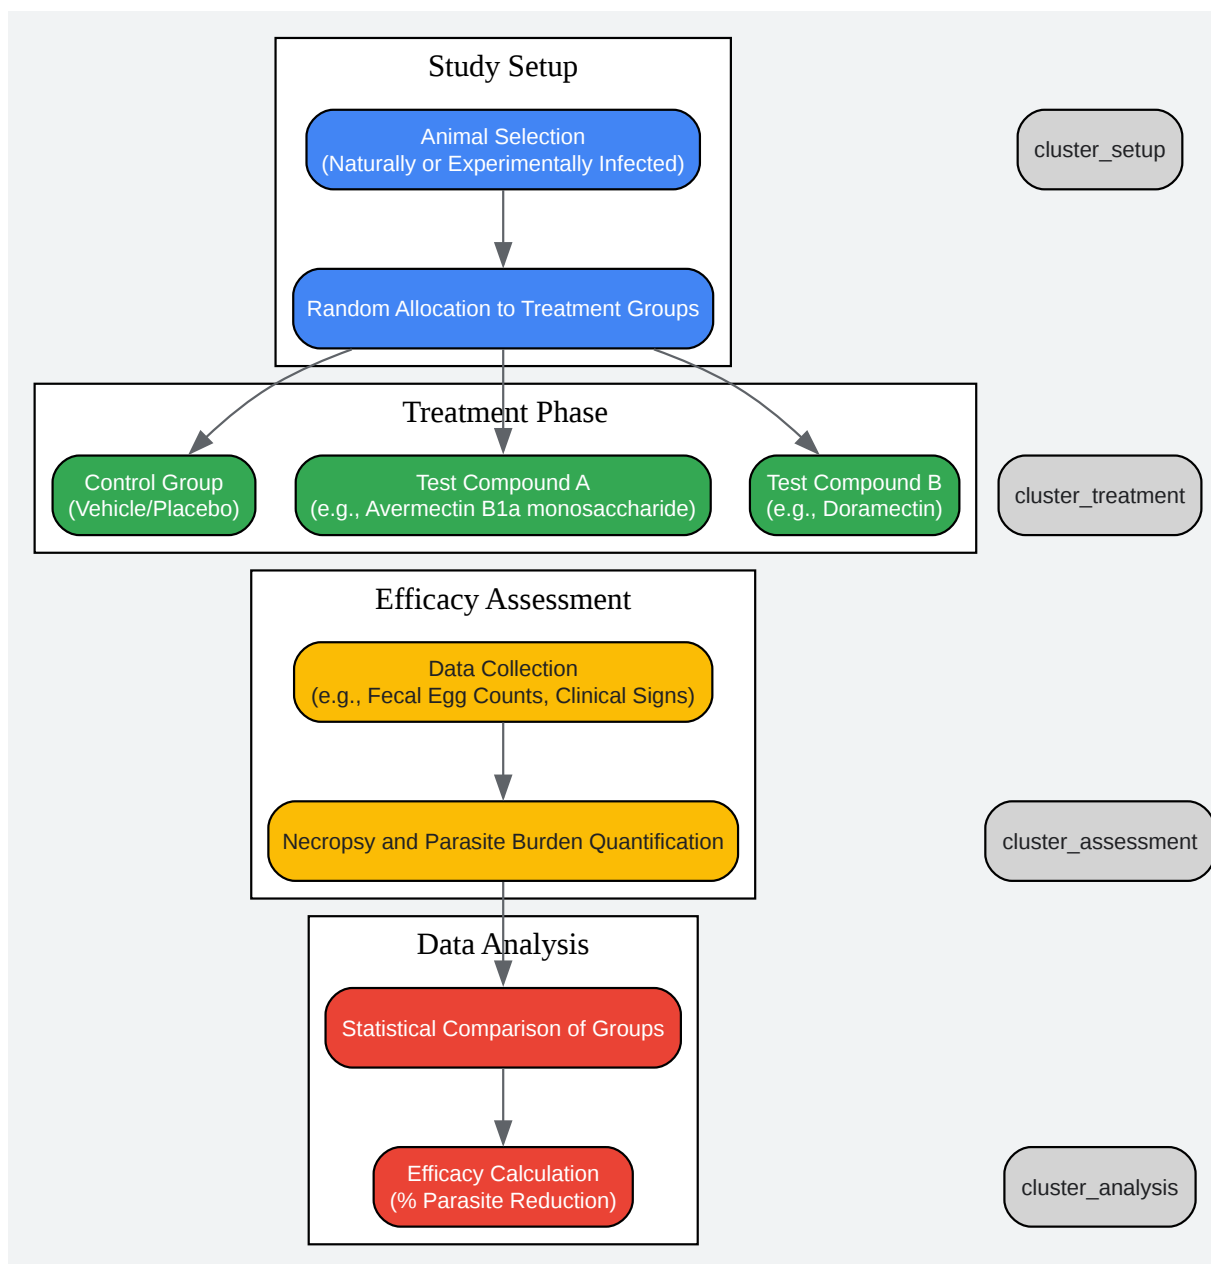 Study Setup
Animal Selection
(Naturally or Experimentally Infected)
cluster_setup
Random Allocation to Treatment Groups
Treatment Phase
Control Group
(Vehicle/Placebo)
Test Compound A
(e.g., Avermectin B1a monosaccharide)
Test Compound B
(e.g., Doramectin)
cluster_treatment
Efficacy Assessment
Data Collection
(e.g., Fecal Egg Counts, Clinical Signs)
Necropsy and Parasite Burden Quantification
cluster_assessment
Data Analysis
Statistical Comparison of Groups
Efficacy Calculation
(% Parasite Reduction)
cluster_analysis